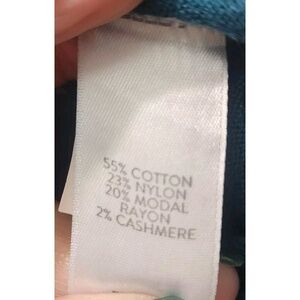 55% COTTON
23% NYLON
20% MODAL
RAYON
2% CASHMERE